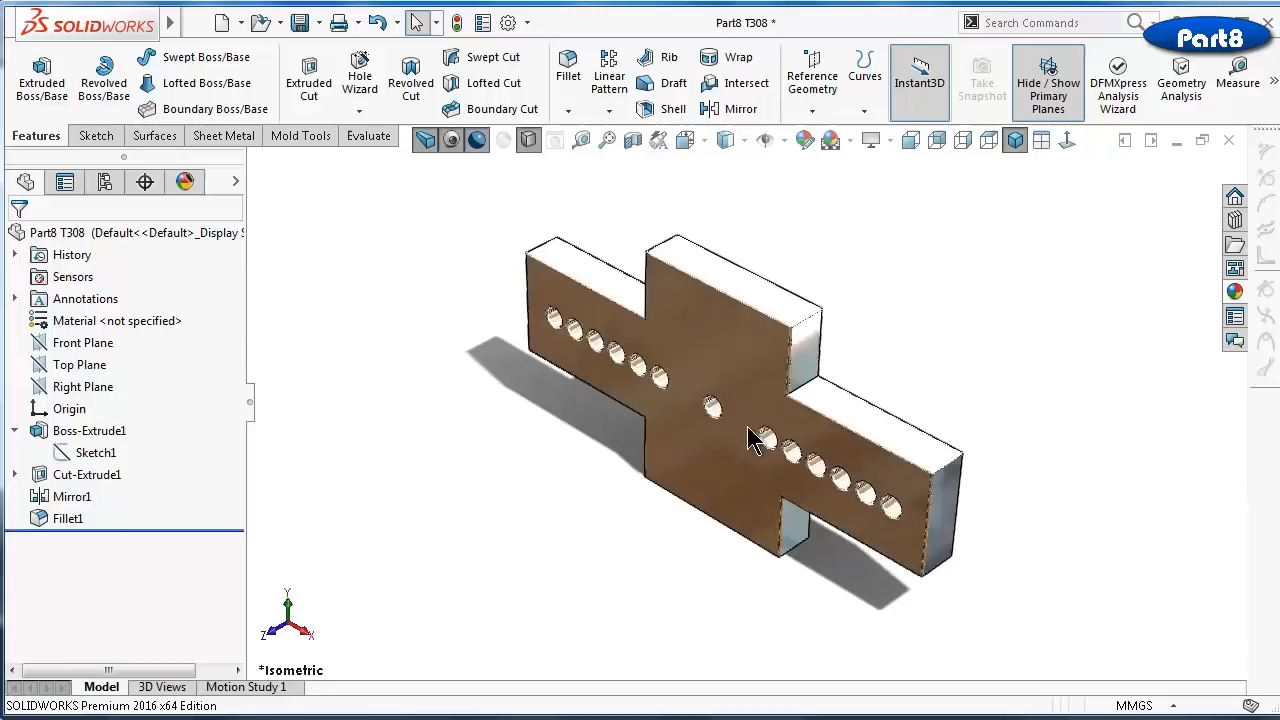 SOLIDWORKS
Part8 T308 *
Search Commands
Part8
Extruded Boss/Base
Revolved Boss/Base
Swept Boss/Base
Lofted Boss/Base
Boundary Boss/Base
Extruded Cut
Hole Wizard
Revolved Cut
Swept Cut
Lofted Cut
Boundary Cut
Fillet
Linear Pattern
Rib
Draft
Shell
Wrap
Intersect
Mirror
Reference Geometry
Curves
Instant3D
Take Snapshot
Hide / Show Primary Planes
DFMXpress Analysis Wizard
Geometry Analysis
Measure
Features
Sketch
Surfaces
Sheet Metal
Mold Tools
Evaluate
Part8 T308 (Default<<Default>_Display S
History
Sensors
Annotations
Material <not specified>
Front Plane
Top Plane
Right Plane
Origin
Boss-Extrude1
Sketch1
Cut-Extrude1
Mirror1
Fillet1
Y
Z
X
*Isometric
Model
3D Views
Motion Study 1
SOLIDWORKS Premium 2016 x64 Edition
MMGS